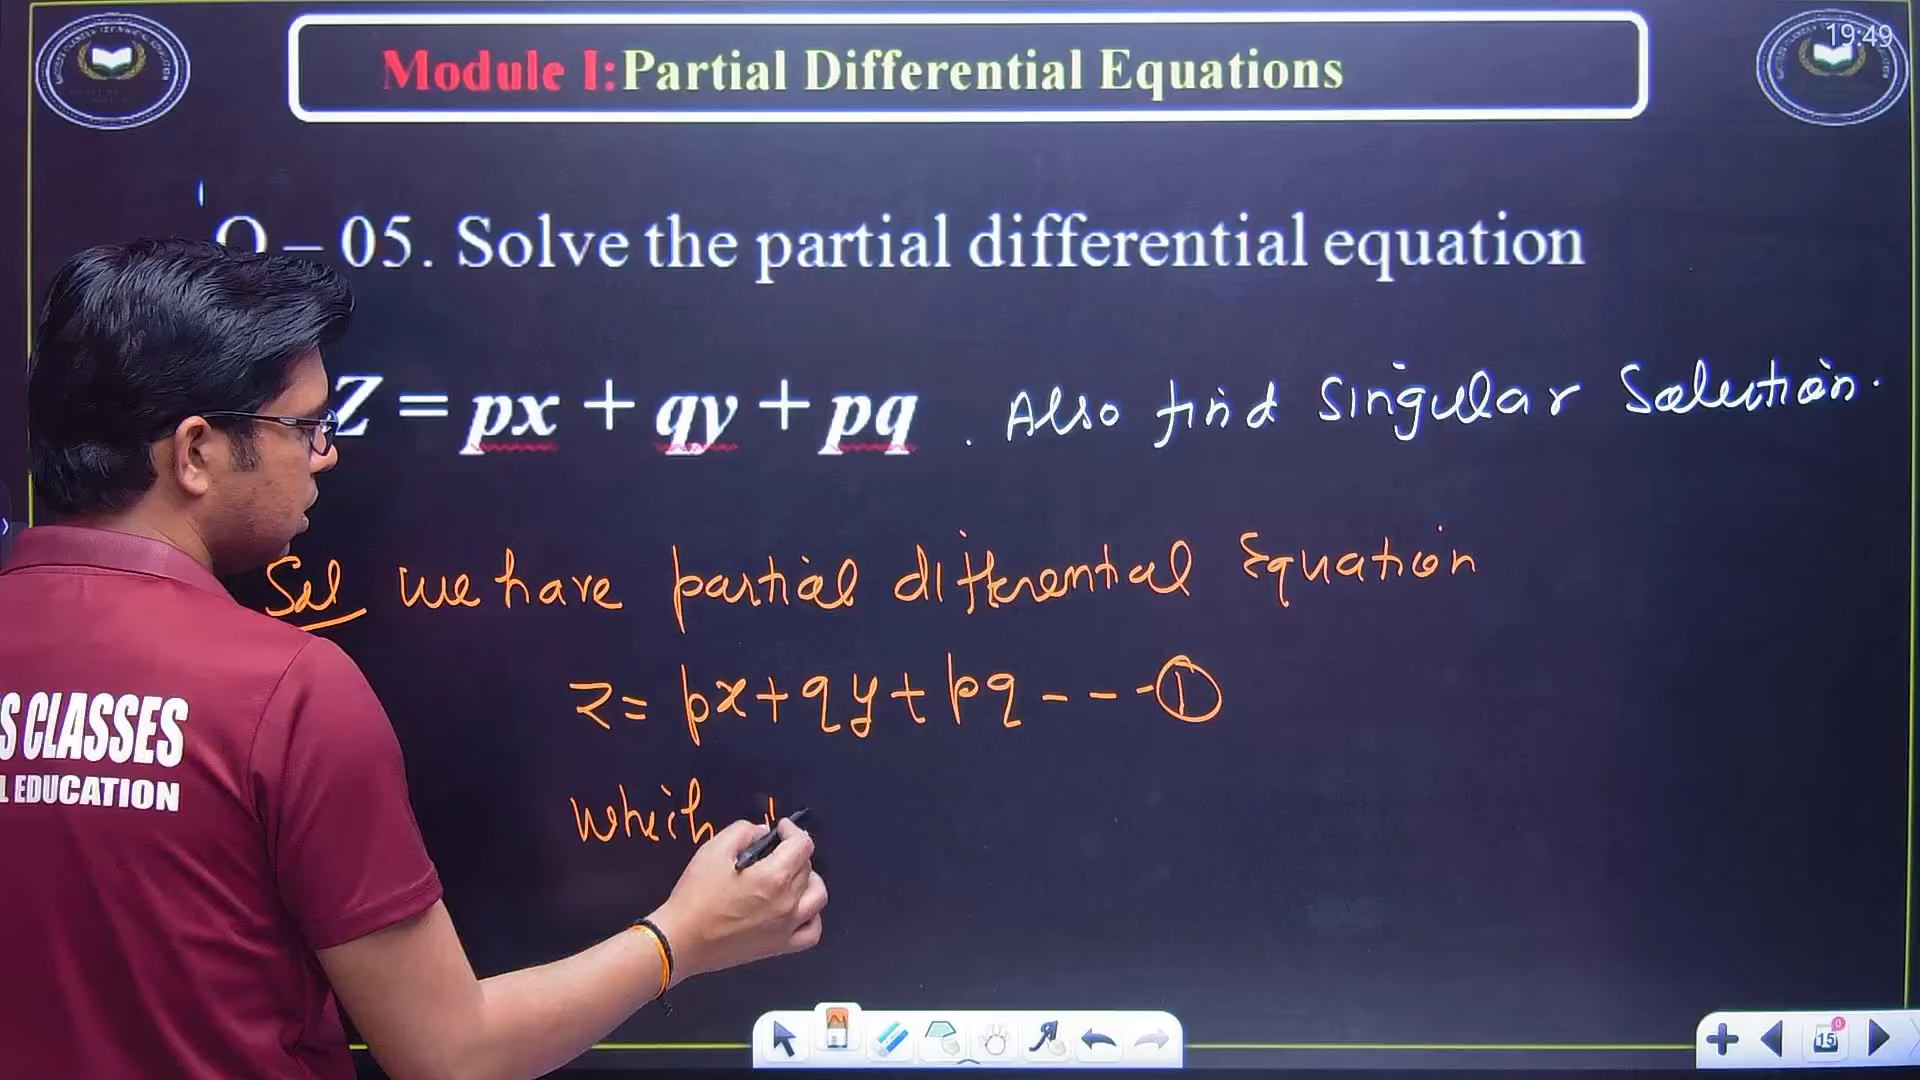 19:49
Module I:Partial Differential Equations
Q – 05. Solve the partial differential equation
Z = px + qy + pq . Also find Singular Solution.
Sol We have partial differential Equation
z = px + qy + pq - - - ①
Which
S CLASSES
L EDUCATION
15
0